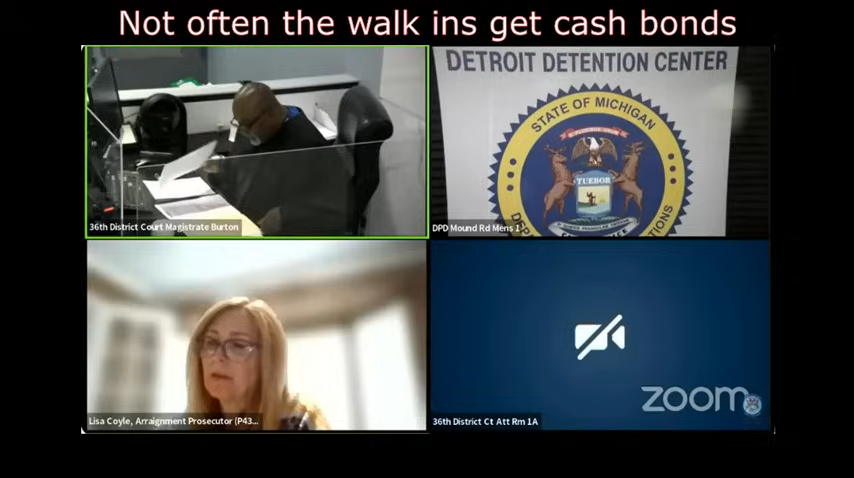 Not often the walk ins get cash bonds
DETROIT DETENTION CENTER
STATE OF MICHIGAN
TUEBOR
36th District Court Magistrate Burton
DPD Mound Rd Mens 1
Lisa Coyle, Arraignment Prosecutor (P43...
zoom
36th District Ct Att Rm 1A